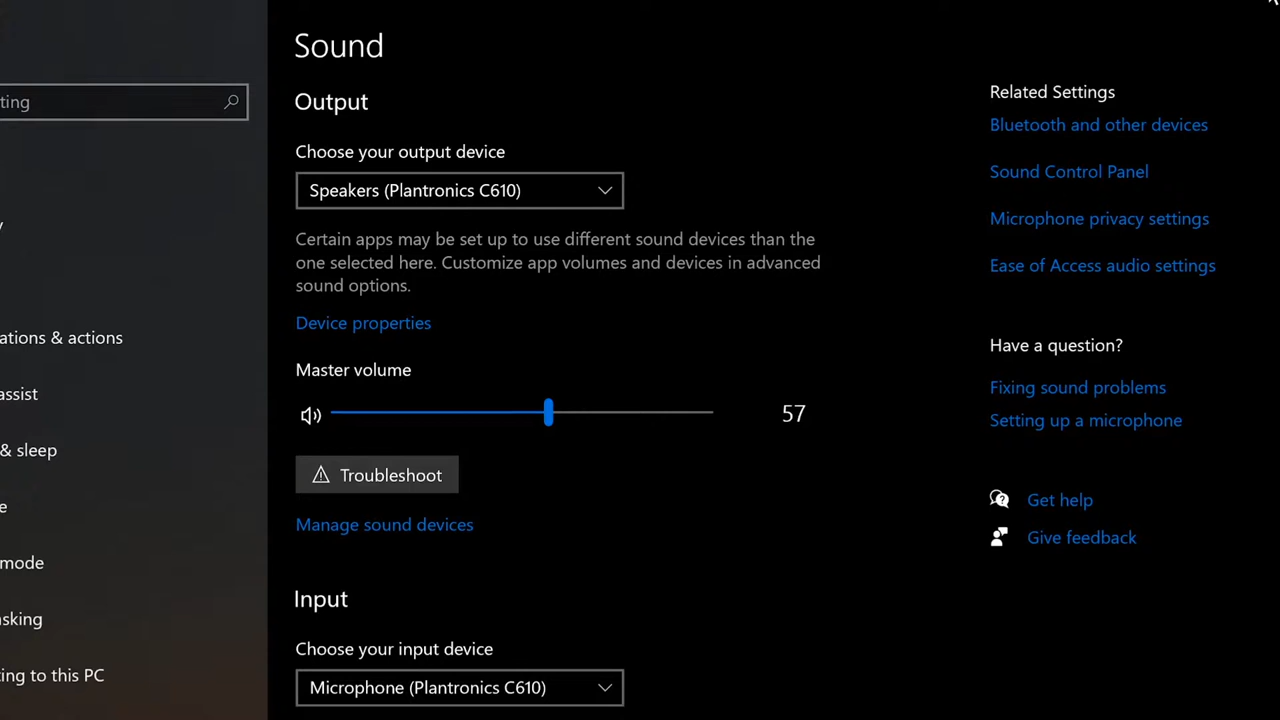 ting
y
ations & actions
assist
& sleep
e
mode
asking
ting to this PC
Sound
Output
Choose your output device
Speakers (Plantronics C610)
Certain apps may be set up to use different sound devices than the
one selected here. Customize app volumes and devices in advanced
sound options.
Device properties
Master volume
57
Troubleshoot
Manage sound devices
Input
Choose your input device
Microphone (Plantronics C610)
Related Settings
Bluetooth and other devices
Sound Control Panel
Microphone privacy settings
Ease of Access audio settings
Have a question?
Fixing sound problems
Setting up a microphone
Get help
Give feedback